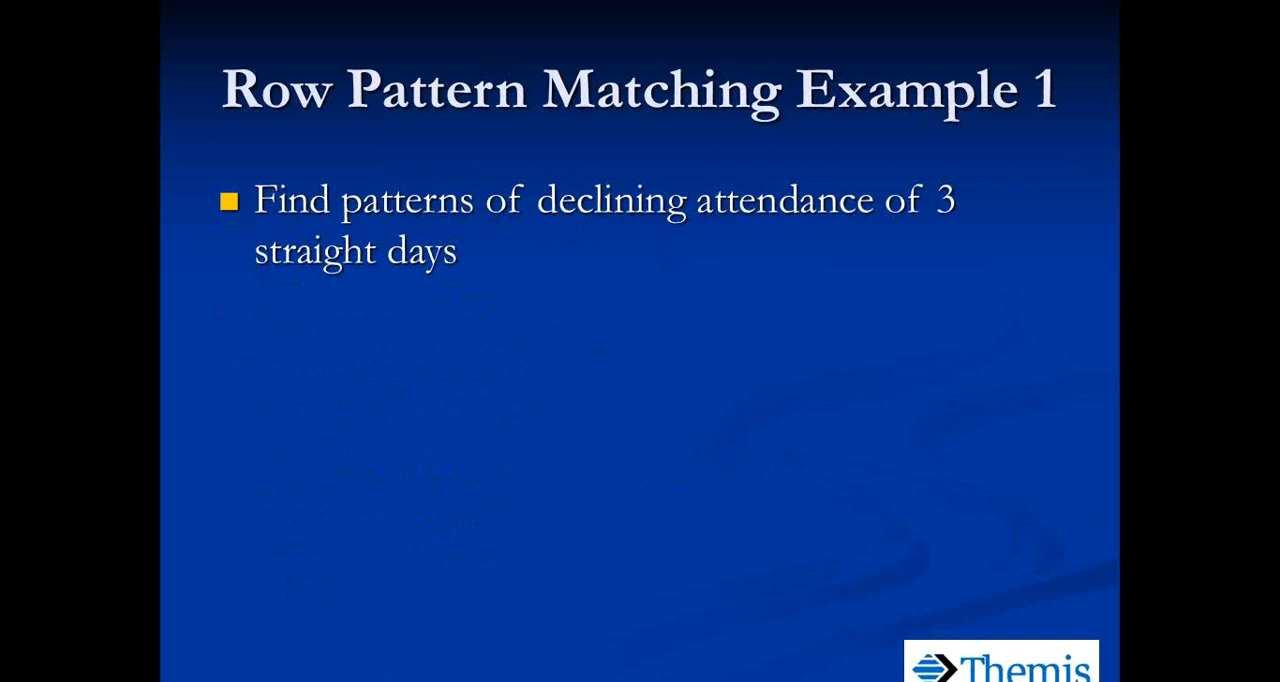 Row Pattern Matching Example 1
Find patterns of declining attendance of 3
straight days
Themis